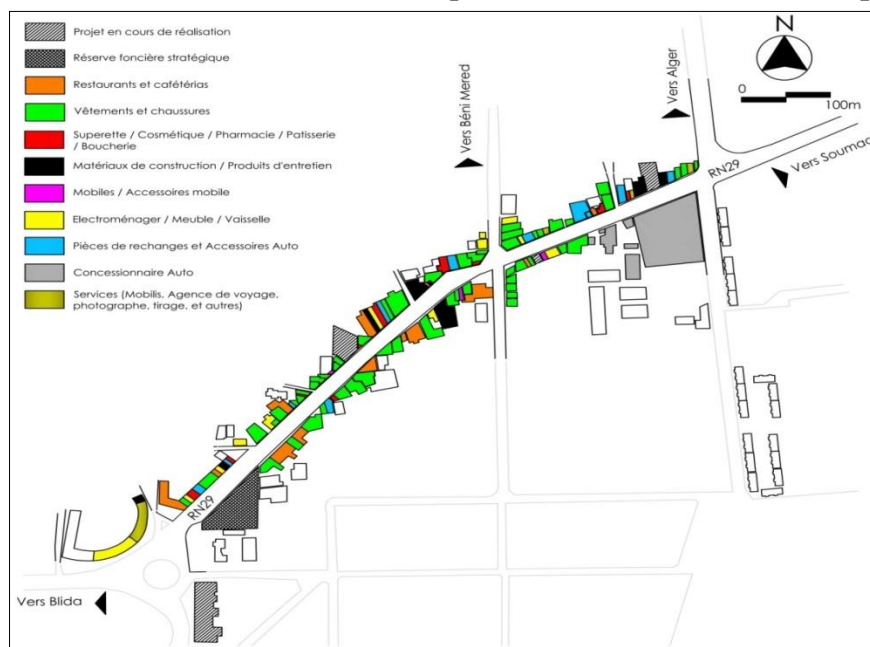 Projet en cours de réalisation
Réserve foncière stratégique
Restaurants et cafétérias
Vêtements et chaussures
Superette / Cosmétique / Pharmacie / Patisserie
/ Boucherie
Matériaux de construction / Produits d'entretien
Mobiles / Accessoires mobile
Electroménager / Meuble / Vaisselle
Pièces de rechanges et Accessoires Auto
Concessionnaire Auto
Services (Mobilis, Agence de voyage,
photographe, tirage, et autres)
Vers Béni Mered
Vers Alger
N
0
100m
RN29
Vers Soumaa
RN29
Vers Blida